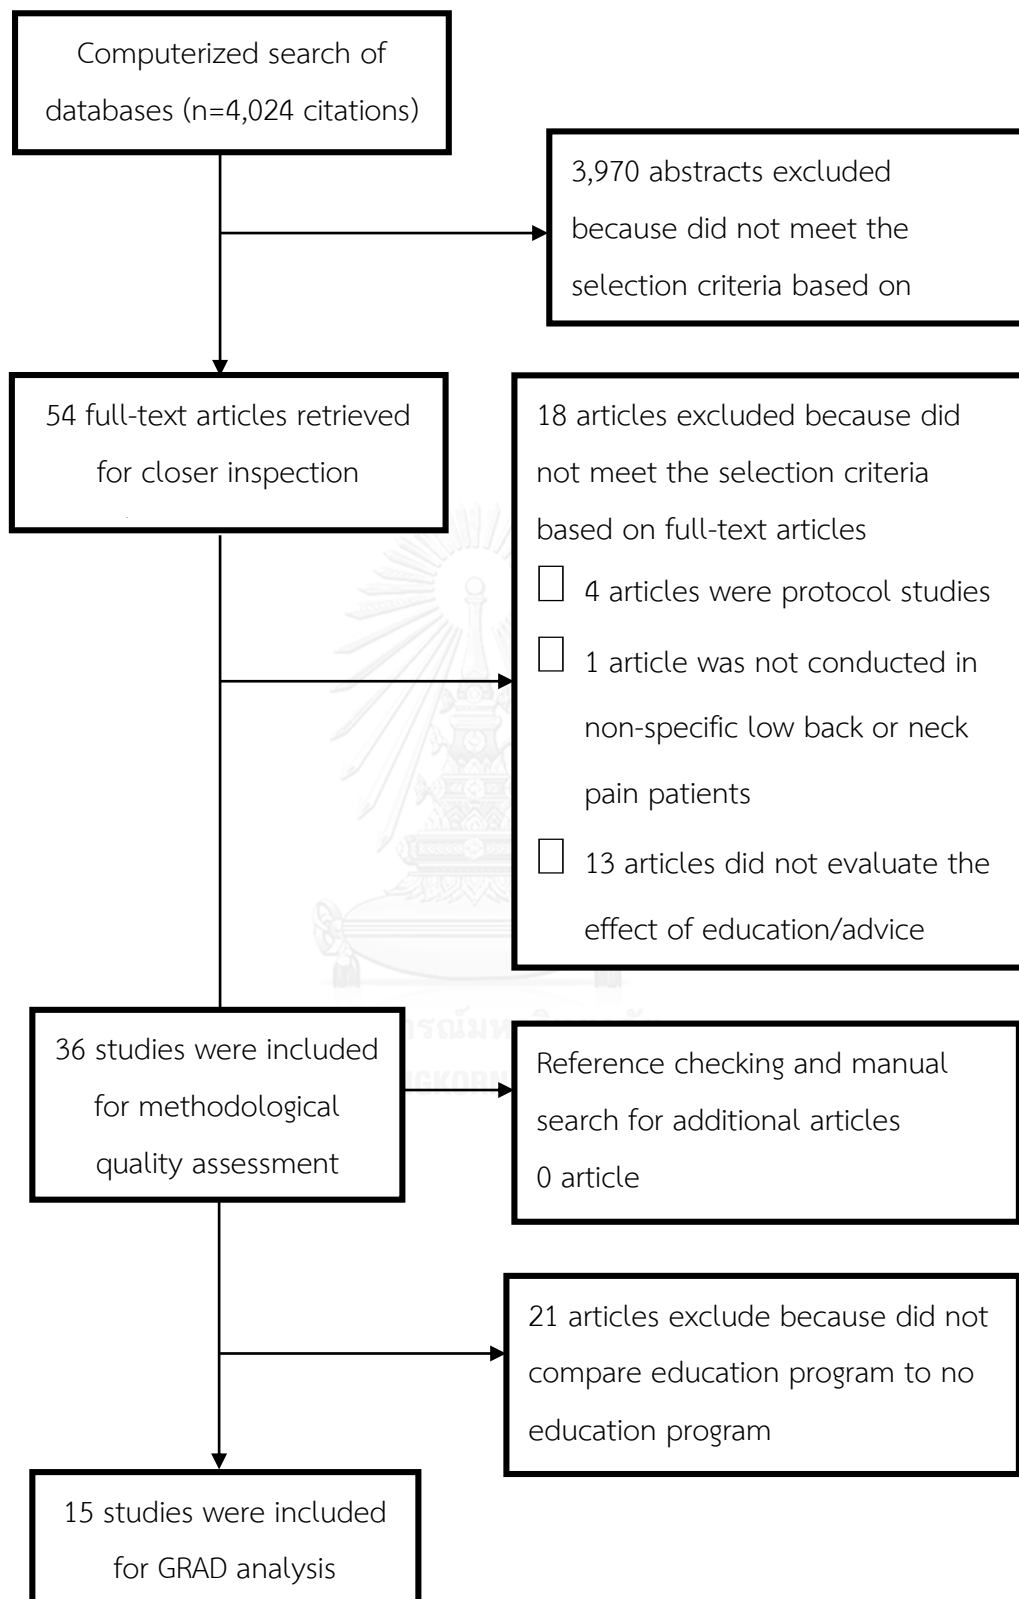 Computerized search of
databases (n=4,024 citations)
3,970 abstracts excluded
because did not meet the
selection criteria based on
54 full-text articles retrieved
for closer inspection
18 articles excluded because did
not meet the selection criteria
based on full-text articles
4 articles were protocol studies
1 article was not conducted in
non-specific low back or neck
pain patients
13 articles did not evaluate the
effect of education/advice
36 studies were included
for methodological
quality assessment
Reference checking and manual
search for additional articles
0 article
21 articles exclude because did not
compare education program to no
education program
15 studies were included
for GRAD analysis